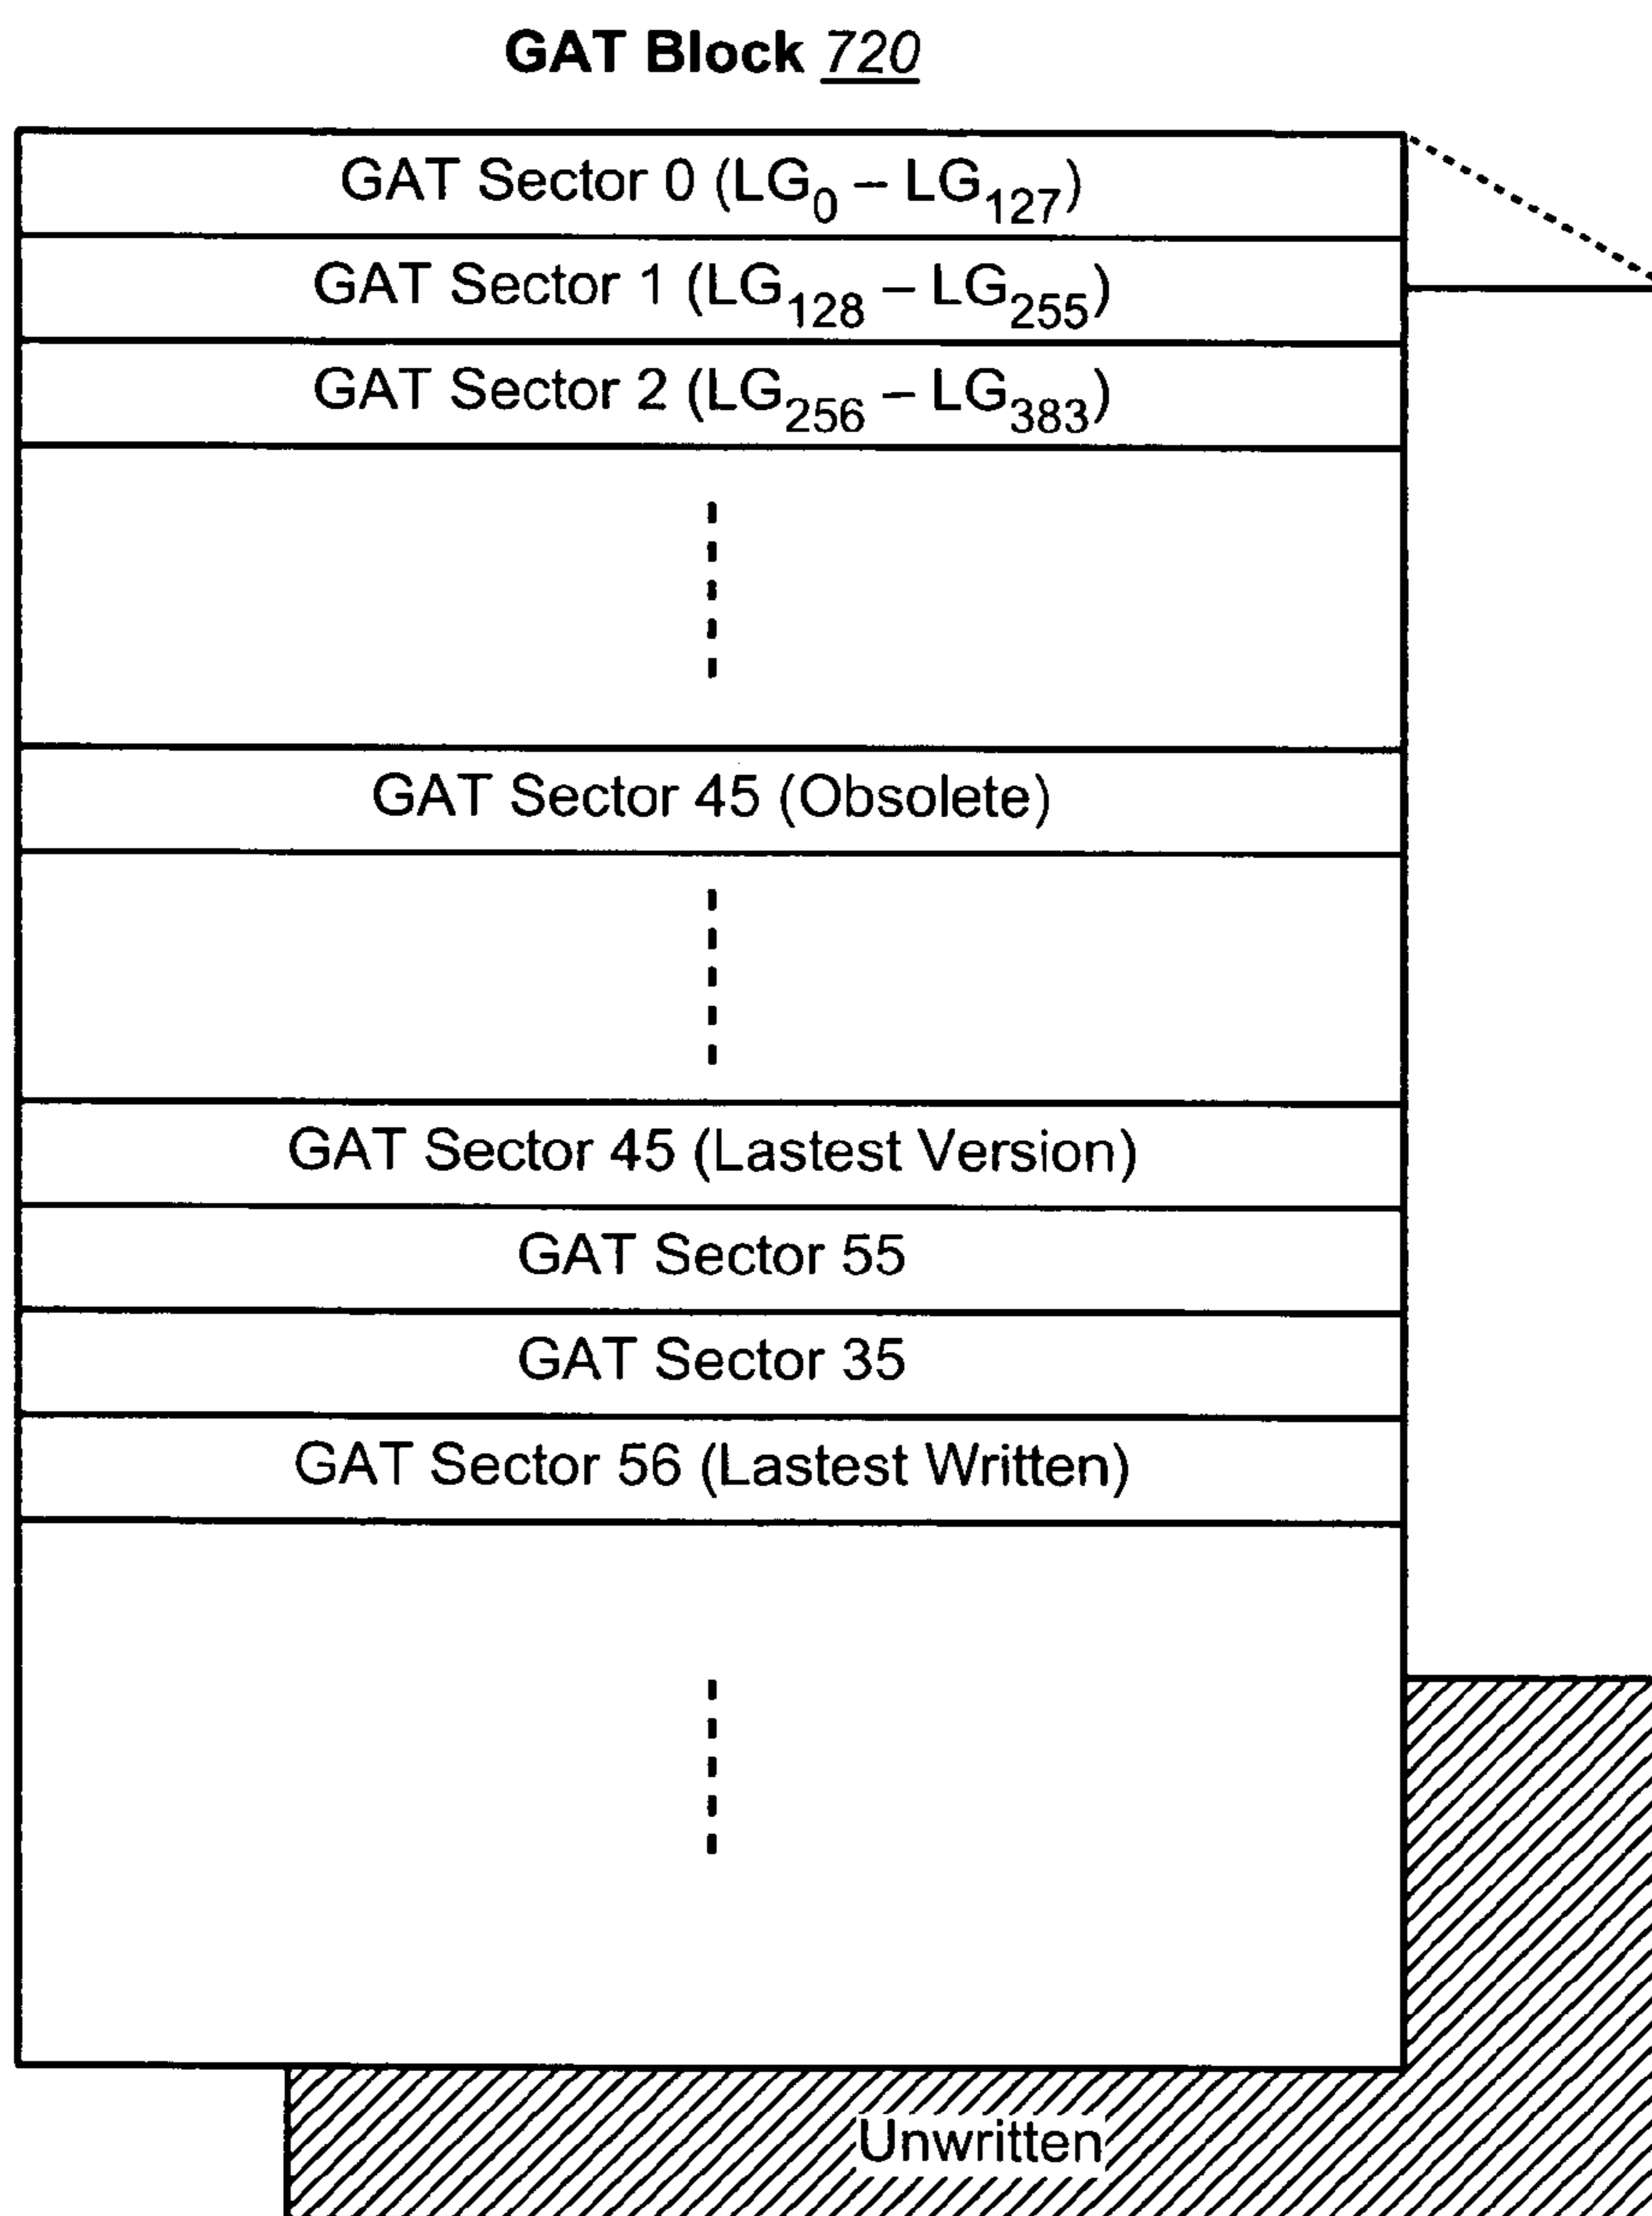 GAT Block 720
GAT Sector 0 (LG₀ – LG₁₂₇)
GAT Sector 1 (LG₁₂₈ – LG₂₅₅)
GAT Sector 2 (LG₂₅₆ – LG₃₈₃)
GAT Sector 45 (Obsolete)
GAT Sector 45 (Lastest Version)
GAT Sector 55
GAT Sector 35
GAT Sector 56 (Lastest Written)
Unwritten